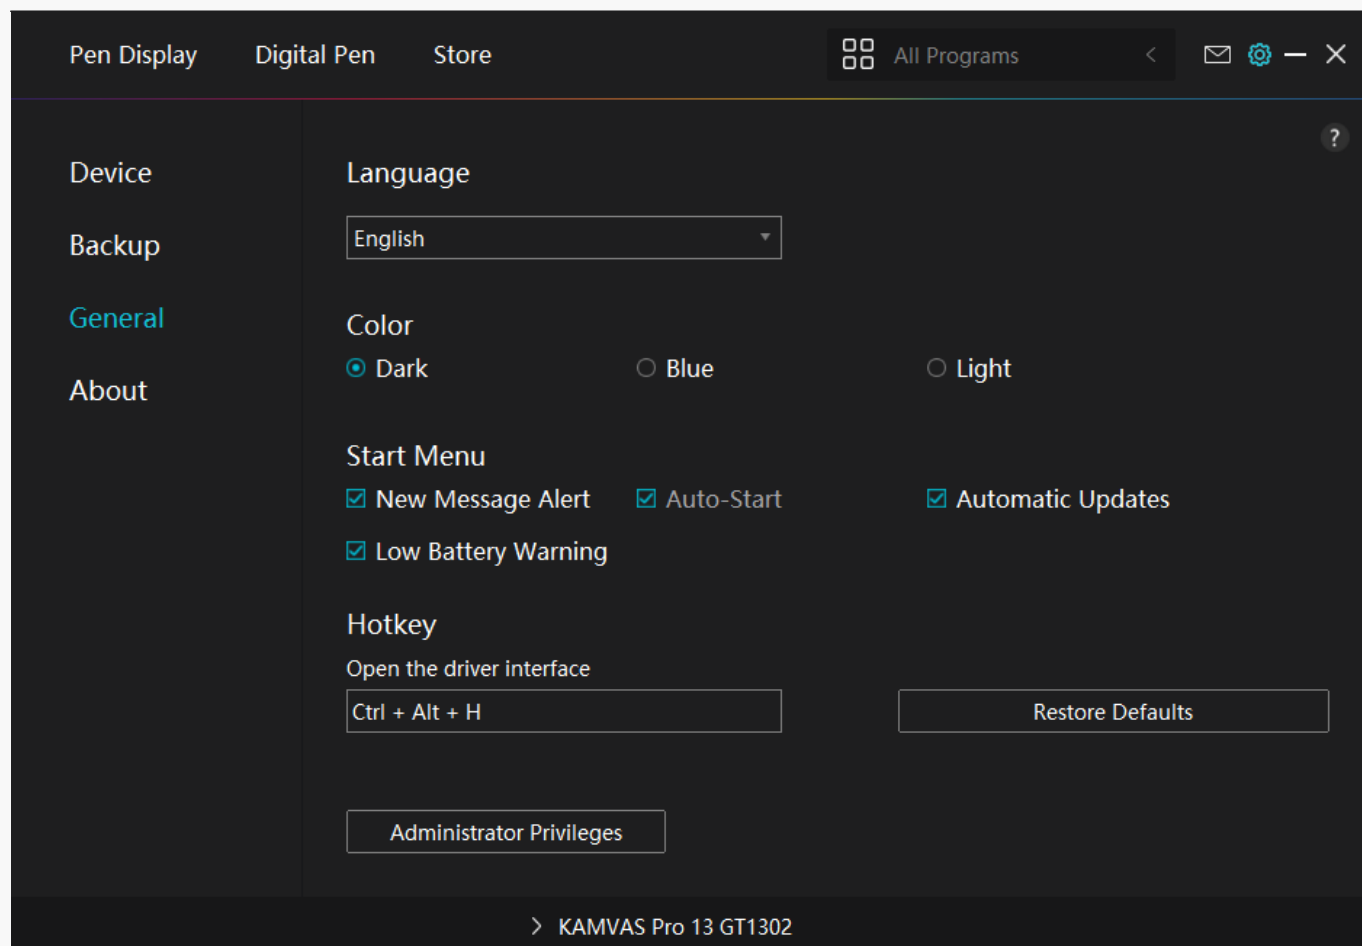 Pen Display Digital Pen Store All Programs
?
Device
Backup
General
About
Language
English
Color
Dark Blue Light
Start Menu
New Message Alert Auto-Start Automatic Updates
Low Battery Warning
Hotkey
Open the driver interface
Ctrl + Alt + H Restore Defaults
Administrator Privileges
KAMVAS Pro 13 GT1302